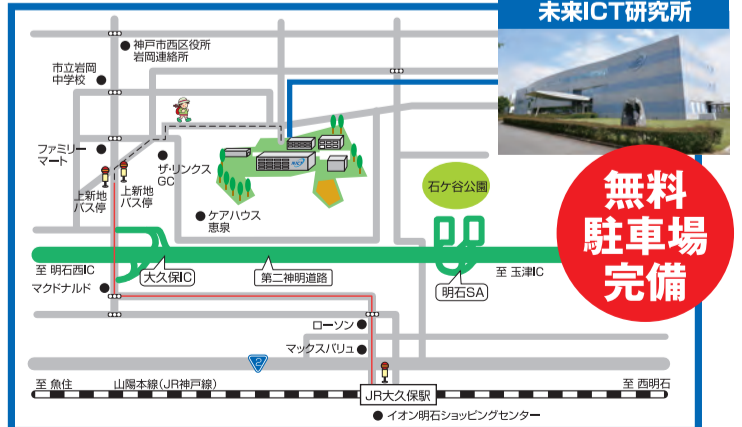 未来ICT研究所
神戸市西区役所
岩岡連絡所
市立岩岡
中学校
ファミリー
マート
ザ・リンクス
GC
上新地
バス停
上新地
バス停
ケアハウス
恵泉
石ケ谷公園
無料
駐車場
完備
至 明石西IC
大久保IC
第二神明道路
明石SA
至 玉津IC
マクドナルド
ローソン
マックスバリュ
2
至 魚住
山陽本線(JR神戸線)
JR大久保駅
至 西明石
イオン明石ショッピングセンター
NICT